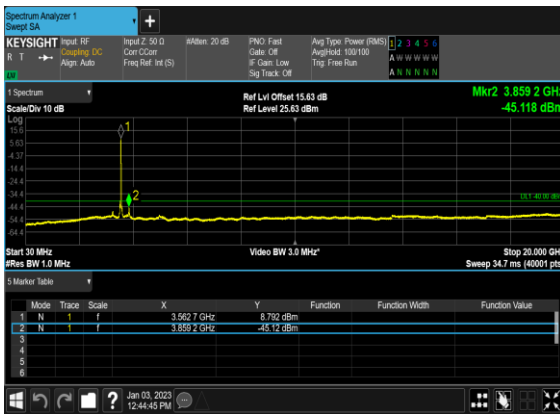 Spectrum Analyzer 1
Swept SA
KEYSIGHT
R T
LV
Input: RF
Coupling: DC
Align: Auto
Input Z: 50 Ω
Corr CCorr
Freq Ref: Int (S)
#Atten: 20 dB
PNO: Fast
Gate: Off
IF Gain: Low
Sig Track: Off
Avg Type: Power (RMS)
Avg|Hold: 100/100
Trig: Free Run
1 2 3 4 5 6
A W W W W W
A N N N N N
1 Spectrum
Scale/Div 10 dB
Ref Lvl Offset 15.63 dB
Ref Level 25.63 dBm
Mkr2 3.859 2 GHz
-45.118 dBm
Log
15.6
5.63
-4.37
-14.4
-24.4
-34.4
-44.4
-54.4
-64.4
1
2
DL1 -40.00 dBm
Start 30 MHz
#Res BW 1.0 MHz
Video BW 3.0 MHz*
Stop 20.000 GHz
Sweep 34.7 ms (40001 pts)
5 Marker Table
Mode Trace Scale X Y Function Function Width Function Value
1 N 1 f 3.562 7 GHz 8.792 dBm
2 N 1 f 3.859 2 GHz -45.12 dBm
3
4
5
6
?
Jan 03, 2023
12:44:45 PM